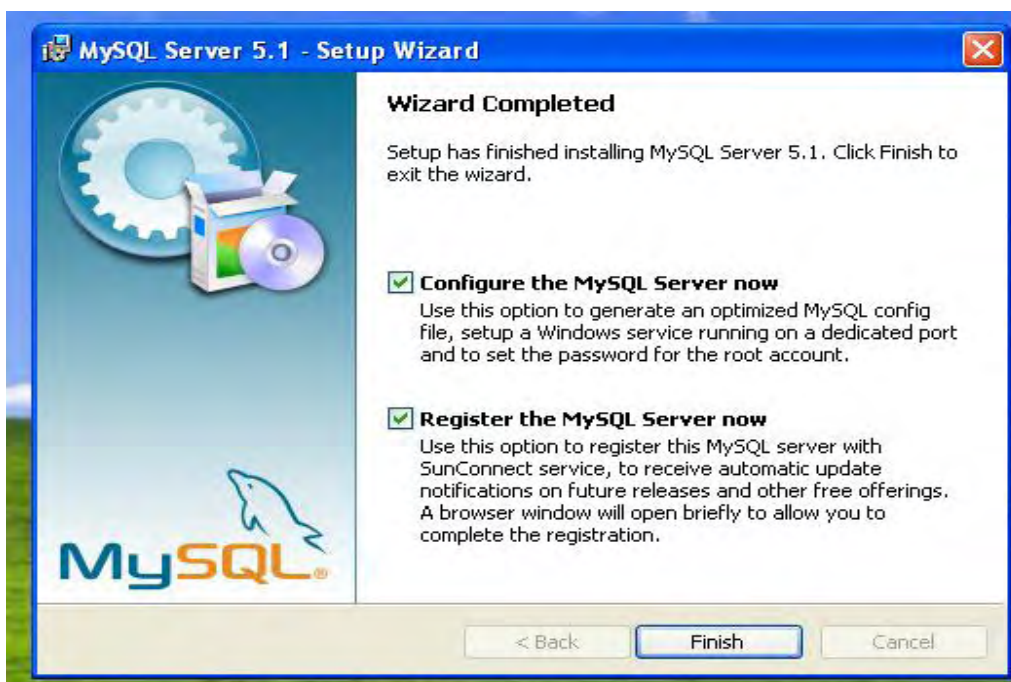 MySQL Server 5.1 - Setup Wizard
Wizard Completed
Setup has finished installing MySQL Server 5.1. Click Finish to
exit the wizard.
Configure the MySQL Server now
Use this option to generate an optimized MySQL config
file, setup a Windows service running on a dedicated port
and to set the password for the root account.
Register the MySQL Server now
Use this option to register this MySQL server with
SunConnect service, to receive automatic update
notifications on future releases and other free offerings.
A browser window will open briefly to allow you to
complete the registration.
MySQL®
< Back
Finish
Cancel